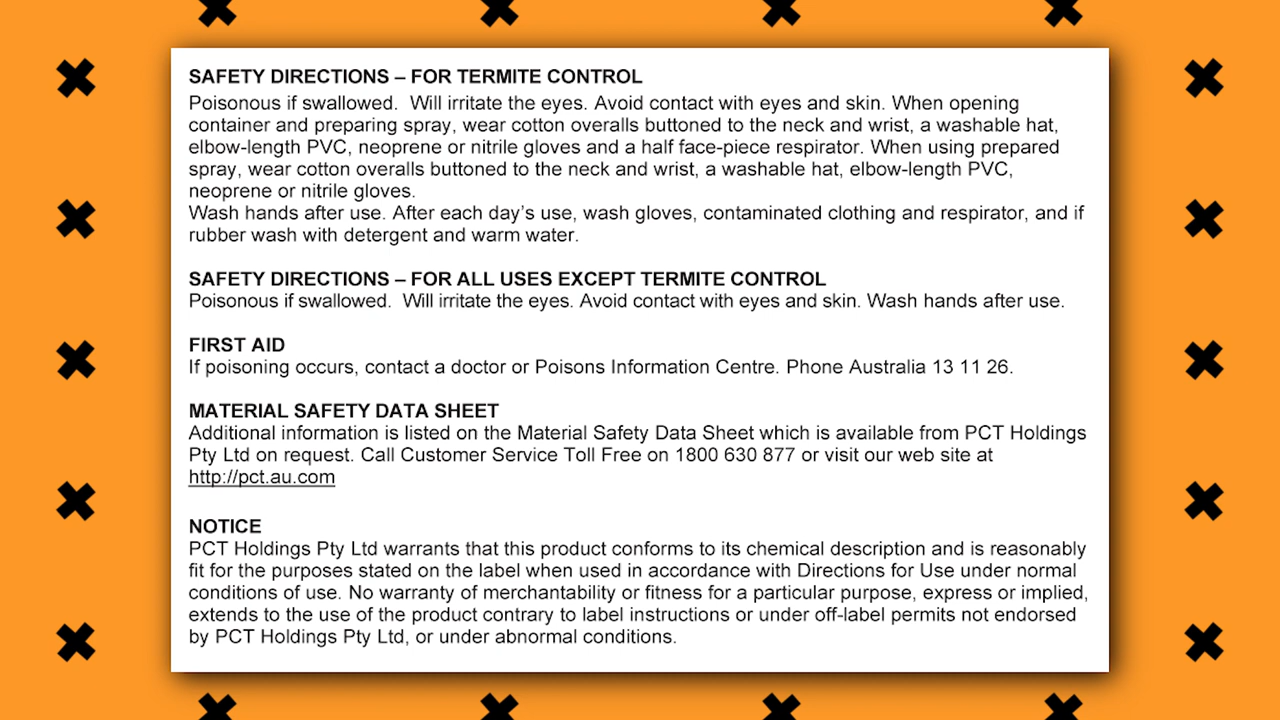 SAFETY DIRECTIONS – FOR TERMITE CONTROL
Poisonous if swallowed.  Will irritate the eyes. Avoid contact with eyes and skin. When opening
container and preparing spray, wear cotton overalls buttoned to the neck and wrist, a washable hat,
elbow-length PVC, neoprene or nitrile gloves and a half face-piece respirator. When using prepared
spray, wear cotton overalls buttoned to the neck and wrist, a washable hat, elbow-length PVC,
neoprene or nitrile gloves.
Wash hands after use. After each day’s use, wash gloves, contaminated clothing and respirator, and if
rubber wash with detergent and warm water.
SAFETY DIRECTIONS – FOR ALL USES EXCEPT TERMITE CONTROL
Poisonous if swallowed.  Will irritate the eyes. Avoid contact with eyes and skin. Wash hands after use.
FIRST AID
If poisoning occurs, contact a doctor or Poisons Information Centre. Phone Australia 13 11 26.
MATERIAL SAFETY DATA SHEET
Additional information is listed on the Material Safety Data Sheet which is available from PCT Holdings
Pty Ltd on request. Call Customer Service Toll Free on 1800 630 877 or visit our web site at
http://pct.au.com
NOTICE
PCT Holdings Pty Ltd warrants that this product conforms to its chemical description and is reasonably
fit for the purposes stated on the label when used in accordance with Directions for Use under normal
conditions of use. No warranty of merchantability or fitness for a particular purpose, express or implied,
extends to the use of the product contrary to label instructions or under off-label permits not endorsed
by PCT Holdings Pty Ltd, or under abnormal conditions.